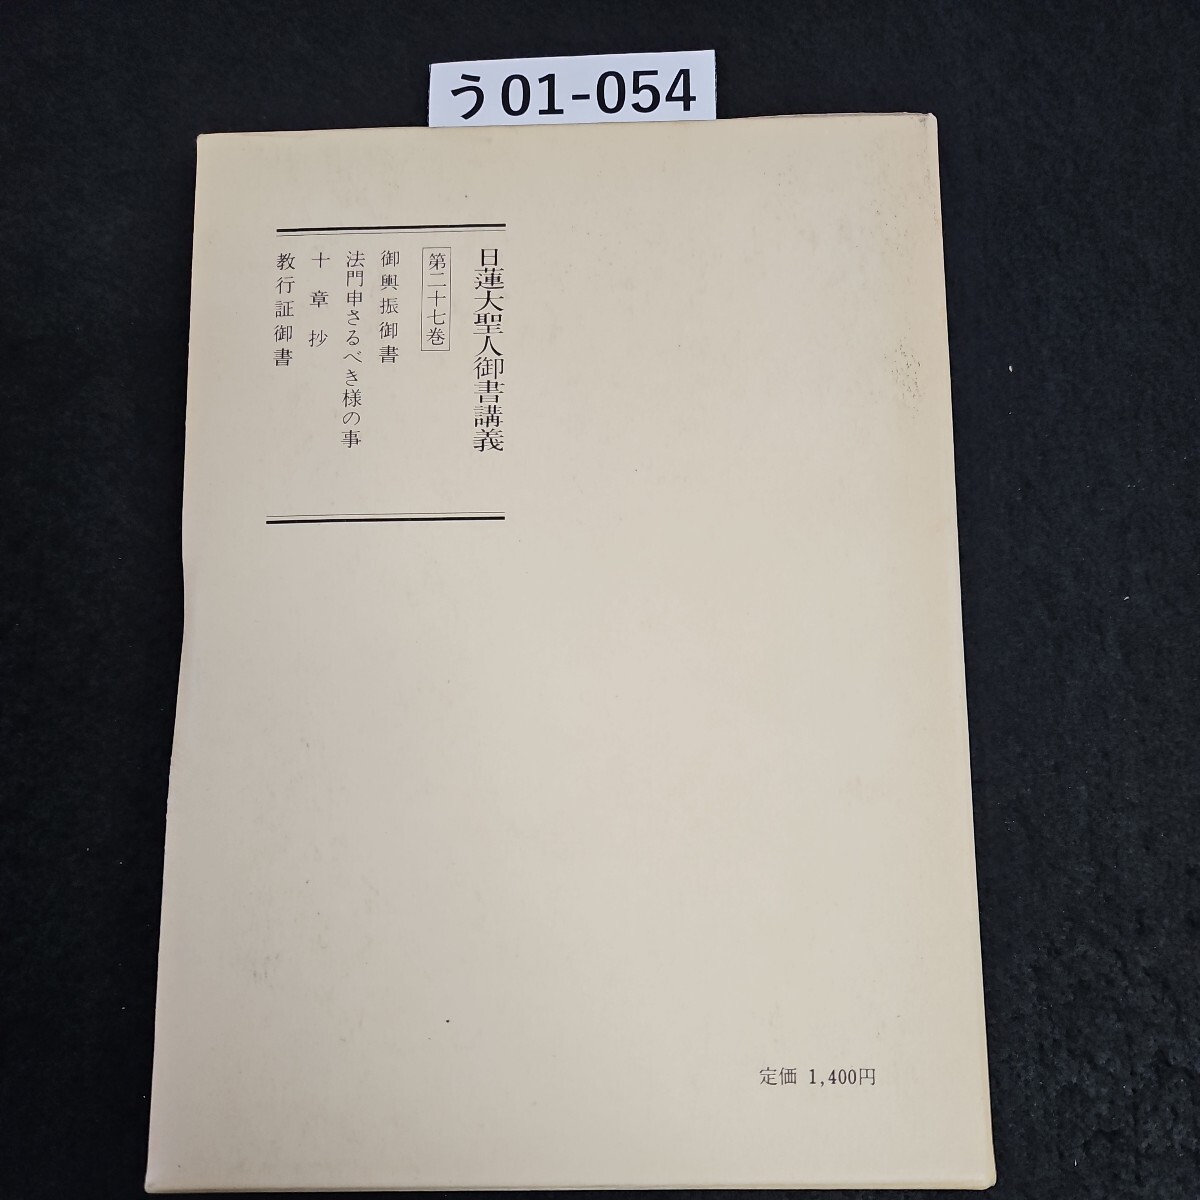 う01-054
日蓮大聖人御書講義
第二十七巻
御輿振御書
法門申さるべき様の事
十章抄
教行証御書
定価 1,400円